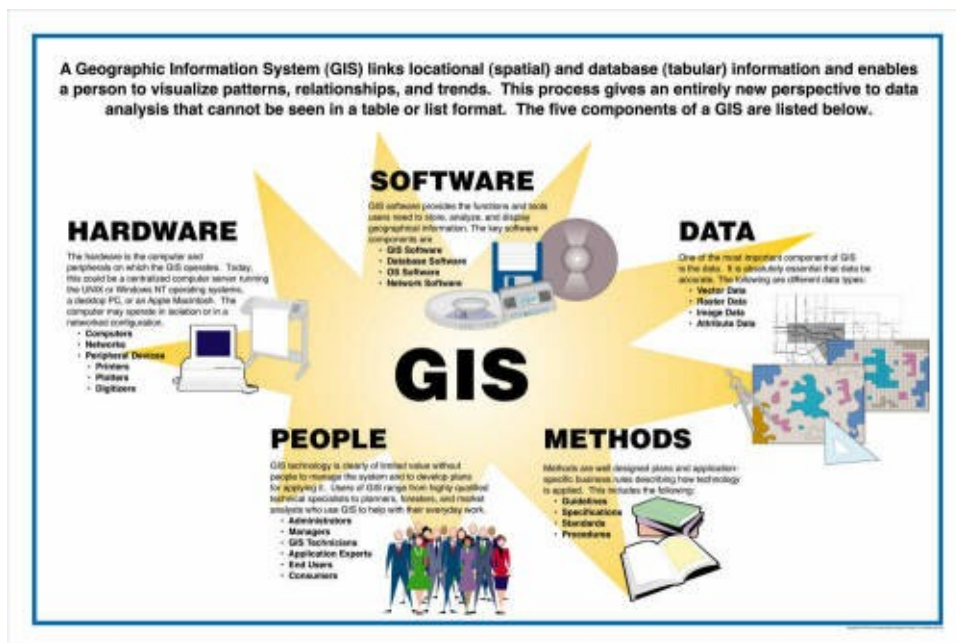 A Geographic Information System (GIS) links locational (spatial) and database (tabular) information and enables
a person to visualize patterns, relationships, and trends. This process gives an entirely new perspective to data
analysis that cannot be seen in a table or list format. The five components of a GIS are listed below.
SOFTWARE
GIS software provides the functions and tools
users need to store, analyze, and display
geographical information. The key software
components are
• GIS Software
• Database Software
• OS Software
• Network Software
HARDWARE
The hardware is the computer and
peripherals on which the GIS operates. Today,
this could be a centralized computer server running
the UNIX or Windows NT operating systems,
a desktop PC, or an Apple Macintosh. The
computer may operate in isolation or in a
networked configuration.
• Computers
• Networks
• Peripheral Devices
• Printers
• Plotters
• Digitizers
DATA
One of the most important component of GIS
is the data. It is absolutely essential that data be
accurate. The following are different data types:
• Vector Data
• Raster Data
• Image Data
• Attribute Data
GIS
PEOPLE
GIS technology is clearly of limited value without
people to manage the system and to develop plans
for applying it. Users of GIS range from highly qualified
technical specialists to planners, foresters, and market
analysts who use GIS to help with their everyday work.
• Administrators
• Managers
• GIS Technicians
• Application Experts
• End Users
• Consumers
METHODS
Methods are well designed plans and application-
specific business rules describing how technology
is applied. This includes the following:
• Guidelines
• Specifications
• Standards
• Procedures